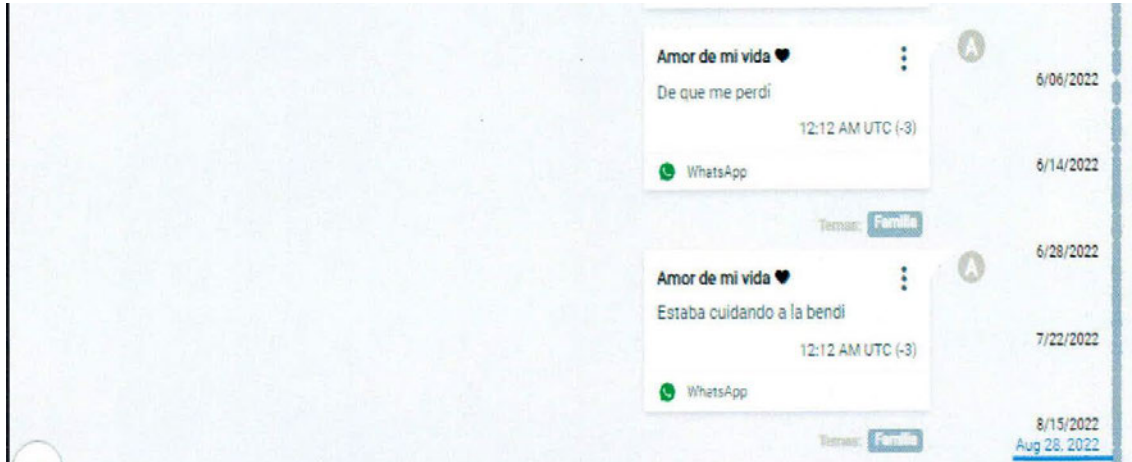 Amor de mi vida 🖤
A
De que me perdí
12:12 AM UTC (-3)
WhatsApp
Temas: Familia
Amor de mi vida 🖤
A
Estaba cuidando a la bendi
12:12 AM UTC (-3)
WhatsApp
Temas: Familia
6/06/2022
6/14/2022
6/28/2022
7/22/2022
8/15/2022
Aug 28, 2022